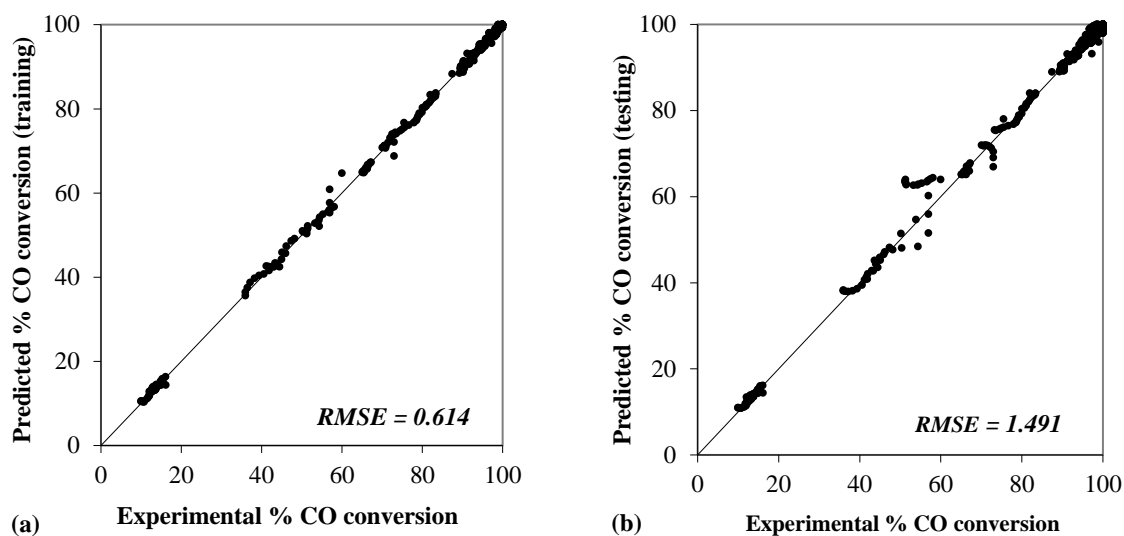 Predicted % CO conversion (training)
100
80
60
40
20
0
RMSE = 0.614
0 20 40 60 80 100
Experimental % CO conversion
(a)
Predicted % CO conversion (testing)
100
80
60
40
20
0
RMSE = 1.491
0 20 40 60 80 100
Experimental % CO conversion
(b)